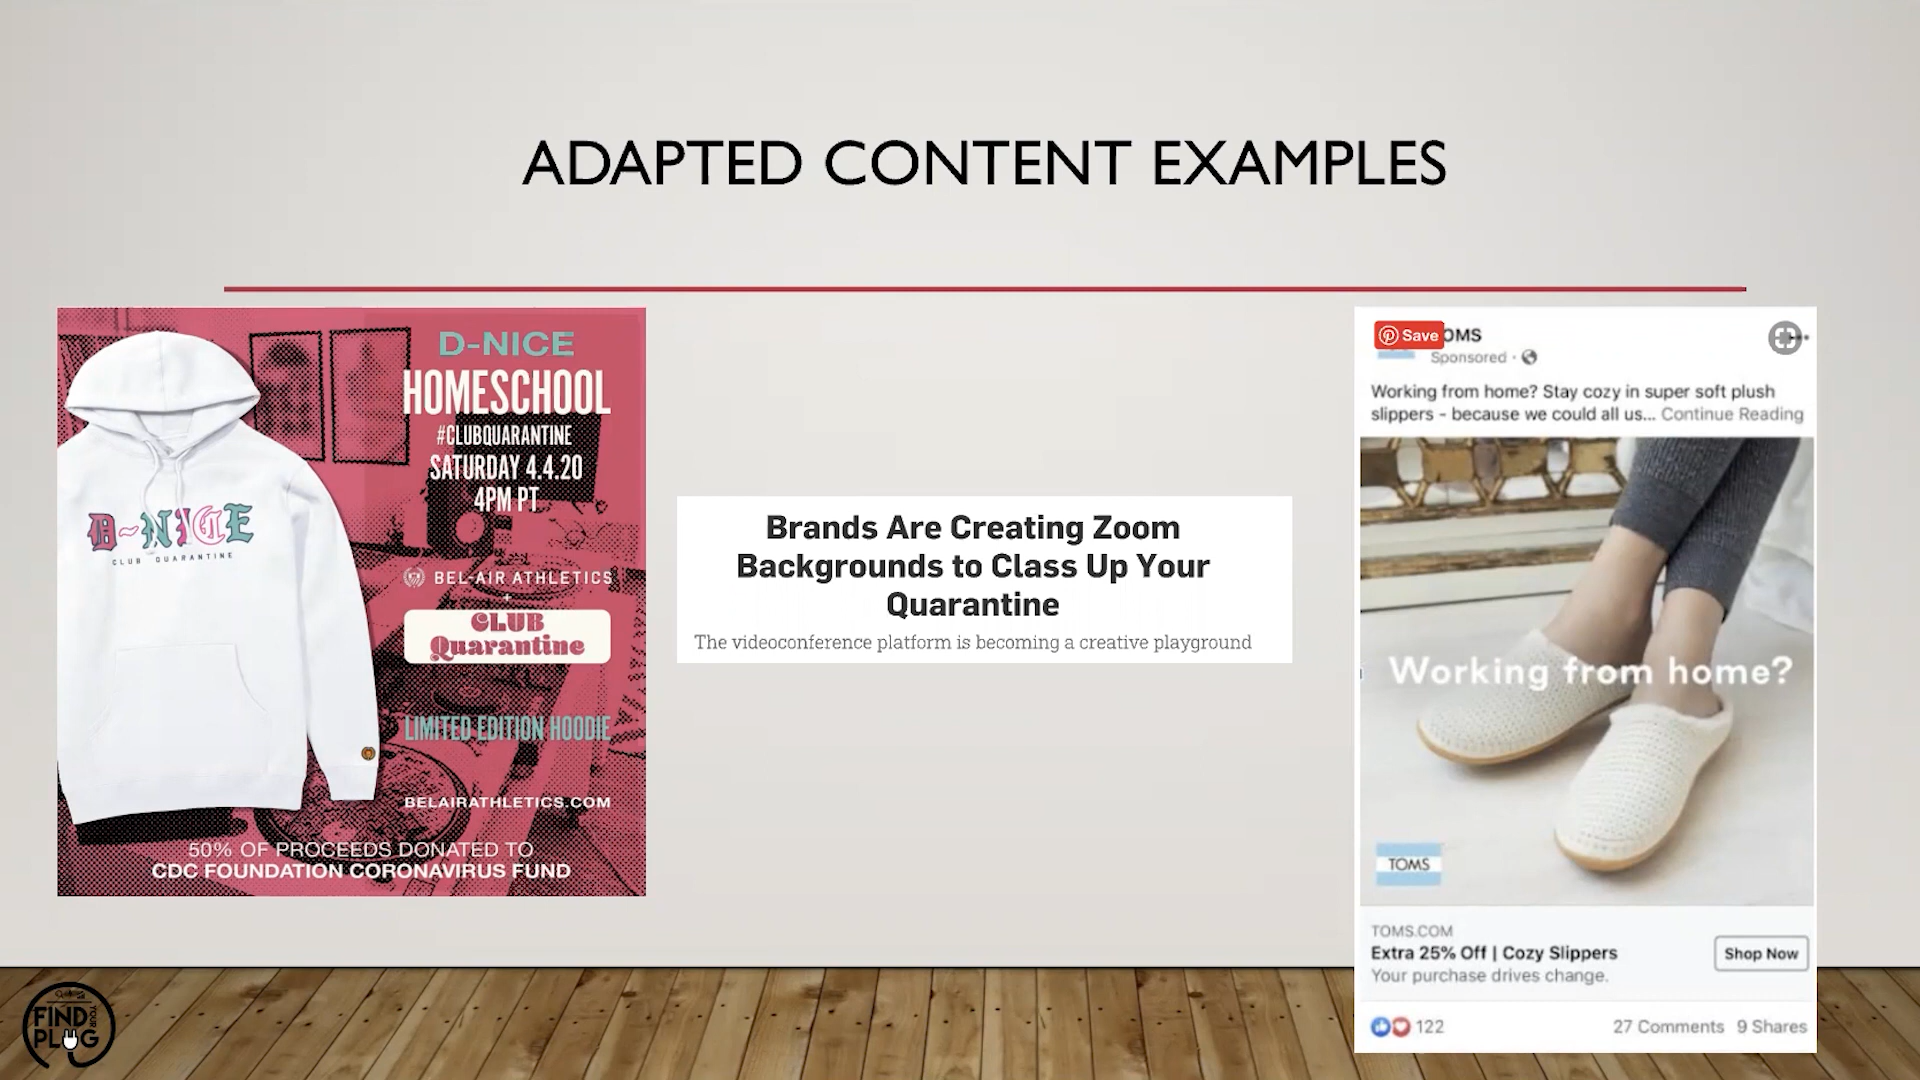 ADAPTED CONTENT EXAMPLES
D-NICE
HOMESCHOOL
#CLUBQUARANTINE
SATURDAY 4.4.20
4PM PT
D-NICE
CLUB QUARANTINE
BEL-AIR ATHLETICS
+
CLUB
Quarantine
LIMITED EDITION HOODIE
BELAIRATHLETICS.COM
50% OF PROCEEDS DONATED TO
CDC FOUNDATION CORONAVIRUS FUND
Brands Are Creating Zoom
Backgrounds to Class Up Your
Quarantine
The videoconference platform is becoming a creative playground
Save
OMS
Sponsored ·
Working from home? Stay cozy in super soft plush
slippers - because we could all us... Continue Reading
Working from home?
TOMS
TOMS.COM
Extra 25% Off | Cozy Slippers
Your purchase drives change.
Shop Now
122
27 Comments 9 Shares
FIND
YOUR
PLUG